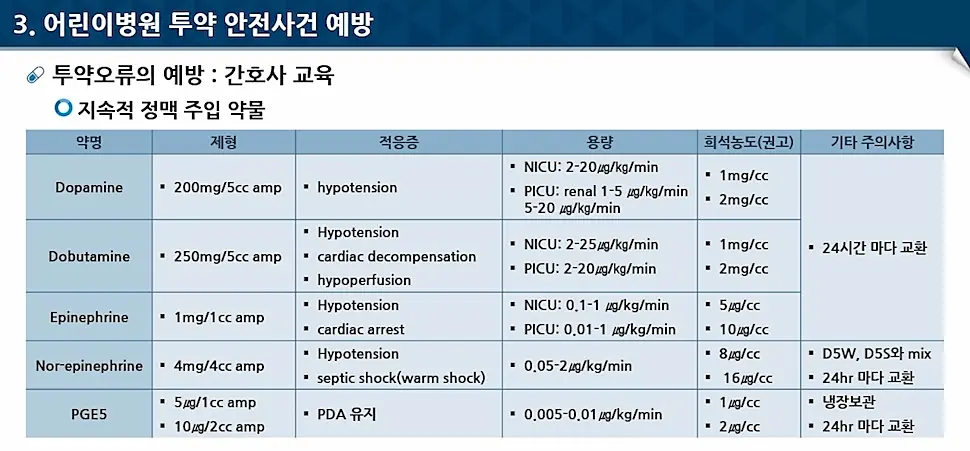 3. 어린이병원 투약 안전사건 예방
투약오류의 예방 : 간호사 교육
지속적 정맥 주입 약물
약명 제형 적응증 용량 희석농도(권고) 기타 주의사항
Dopamine
▪ 200mg/5cc amp
▪ hypotension
▪ NICU: 2-20㎍/kg/min
▪ PICU: renal 1-5 ㎍/kg/min
5-20 ㎍/kg/min
▪ 1mg/cc
▪ 2mg/cc
▪ 24시간 마다 교환
Dobutamine
▪ 250mg/5cc amp
▪ Hypotension
▪ cardiac decompensation
▪ hypoperfusion
▪ NICU: 2-25㎍/kg/min
▪ PICU: 2-20㎍/kg/min
▪ 1mg/cc
▪ 2mg/cc
Epinephrine
▪ 1mg/1cc amp
▪ Hypotension
▪ cardiac arrest
▪ NICU: 0.1-1 ㎍/kg/min
▪ PICU: 0.01-1 ㎍/kg/min
▪ 5㎍/cc
▪ 10㎍/cc
Nor-epinephrine
▪ 4mg/4cc amp
▪ Hypotension
▪ septic shock(warm shock)
▪ 0.05-2㎍/kg/min
▪ 8㎍/cc
▪ 16㎍/cc
▪ D5W, D5S와 mix
▪ 24hr 마다 교환
PGE5
▪ 5㎍/1cc amp
▪ 10㎍/2cc amp
▪ PDA 유지
▪ 0.005-0.01㎍/kg/min
▪ 1㎍/cc
▪ 2㎍/cc
▪ 냉장보관
▪ 24hr 마다 교환